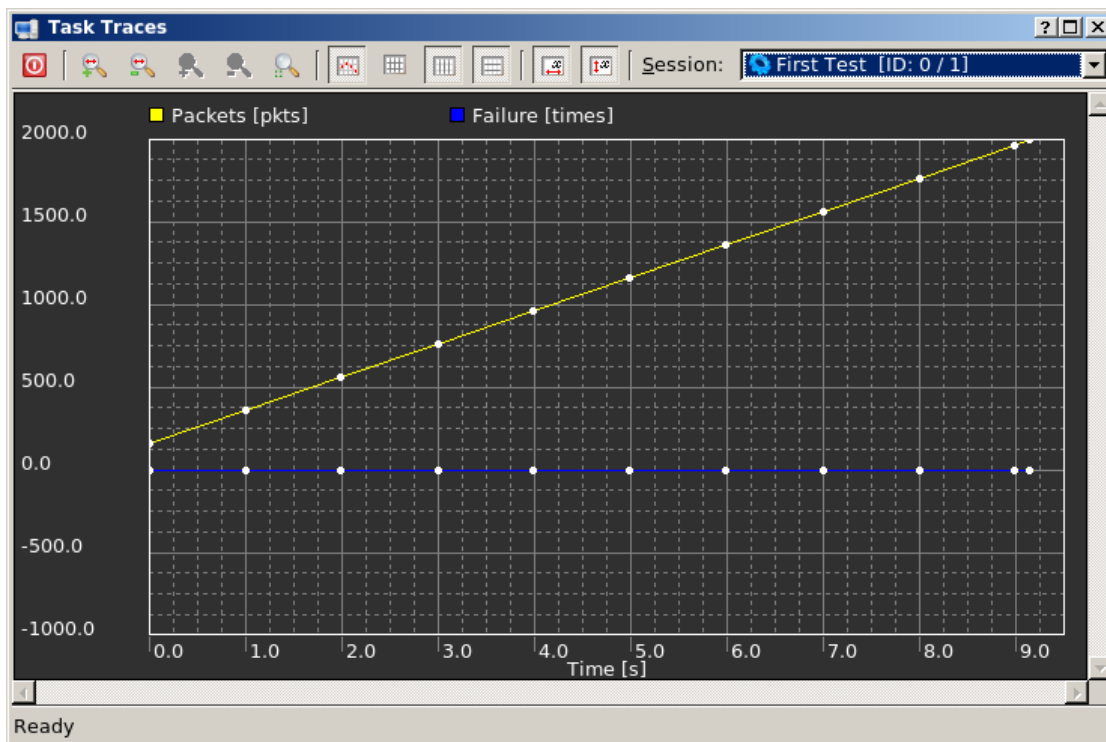 Task Traces
Session: First Test [ID: 0 / 1]
Packets [pkts] Failure [times]
2000.0
1500.0
1000.0
500.0
0.0
-500.0
-1000.0
0.0 1.0 2.0 3.0 4.0 5.0 6.0 7.0 8.0 9.0
Time [s]
Ready